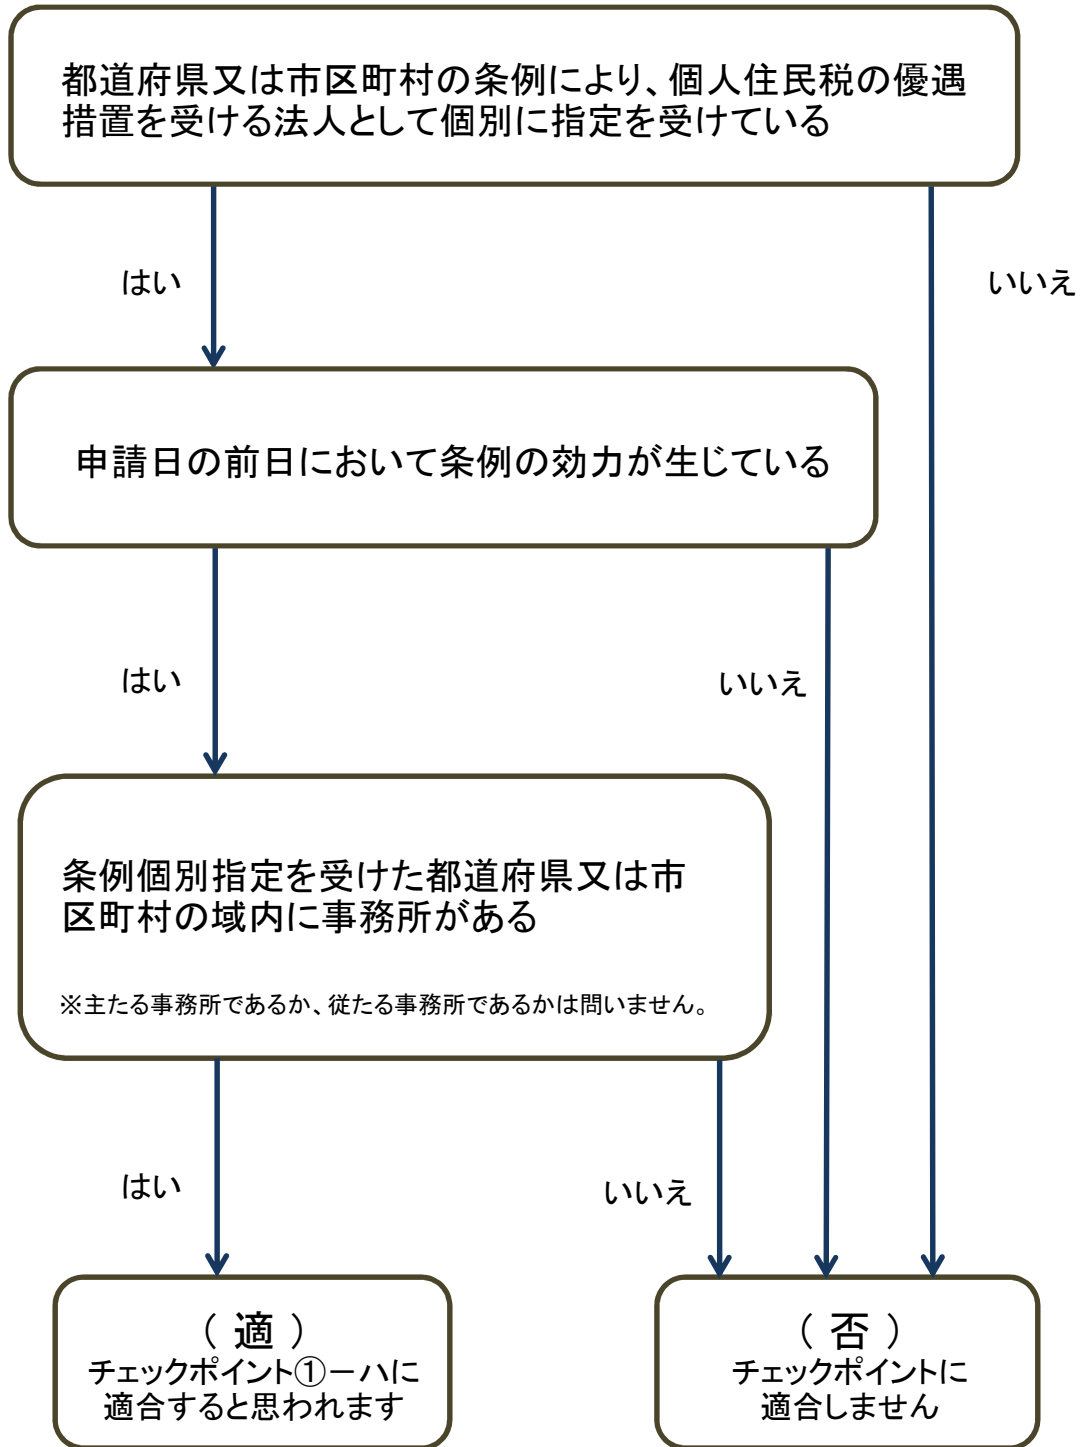 都道府県又は市区町村の条例により、個人住民税の優遇
措置を受ける法人として個別に指定を受けている
はい
いいえ
申請日の前日において条例の効力が生じている
はい
いいえ
条例個別指定を受けた都道府県又は市
区町村の域内に事務所がある
※主たる事務所であるか、従たる事務所であるかは問いません。
はい
いいえ
（ 適 ）
チェックポイント①－ハに
適合すると思われます
（ 否 ）
チェックポイントに
適合しません